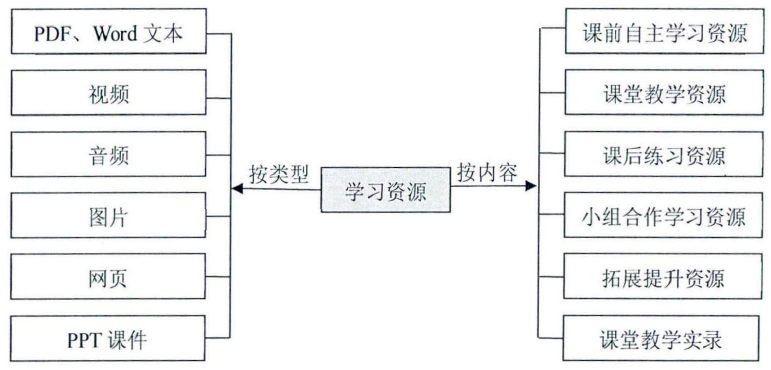 PDF、Word 文本
视频
音频
图片
网页
PPT 课件
按类型
学习资源
按内容
课前自主学习资源
课堂教学资源
课后练习资源
小组合作学习资源
拓展提升资源
课堂教学实录